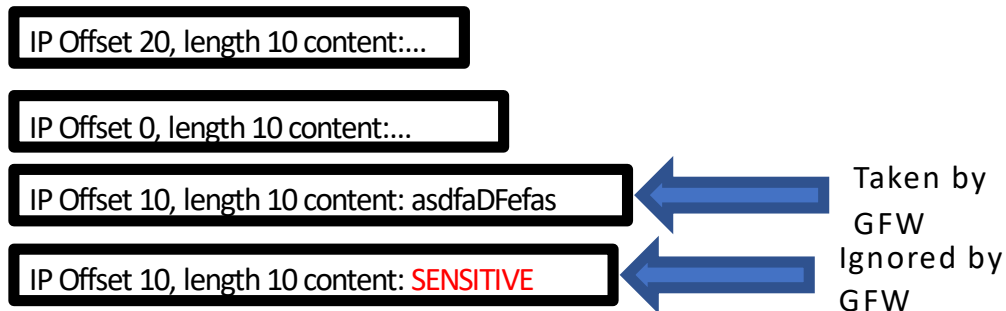 IP Offset 20, length 10 content:...
IP Offset 0, length 10 content:...
IP Offset 10, length 10 content: asdfaDFefas
Taken by
GFW
IP Offset 10, length 10 content: SENSITIVE
Ignored by
GFW